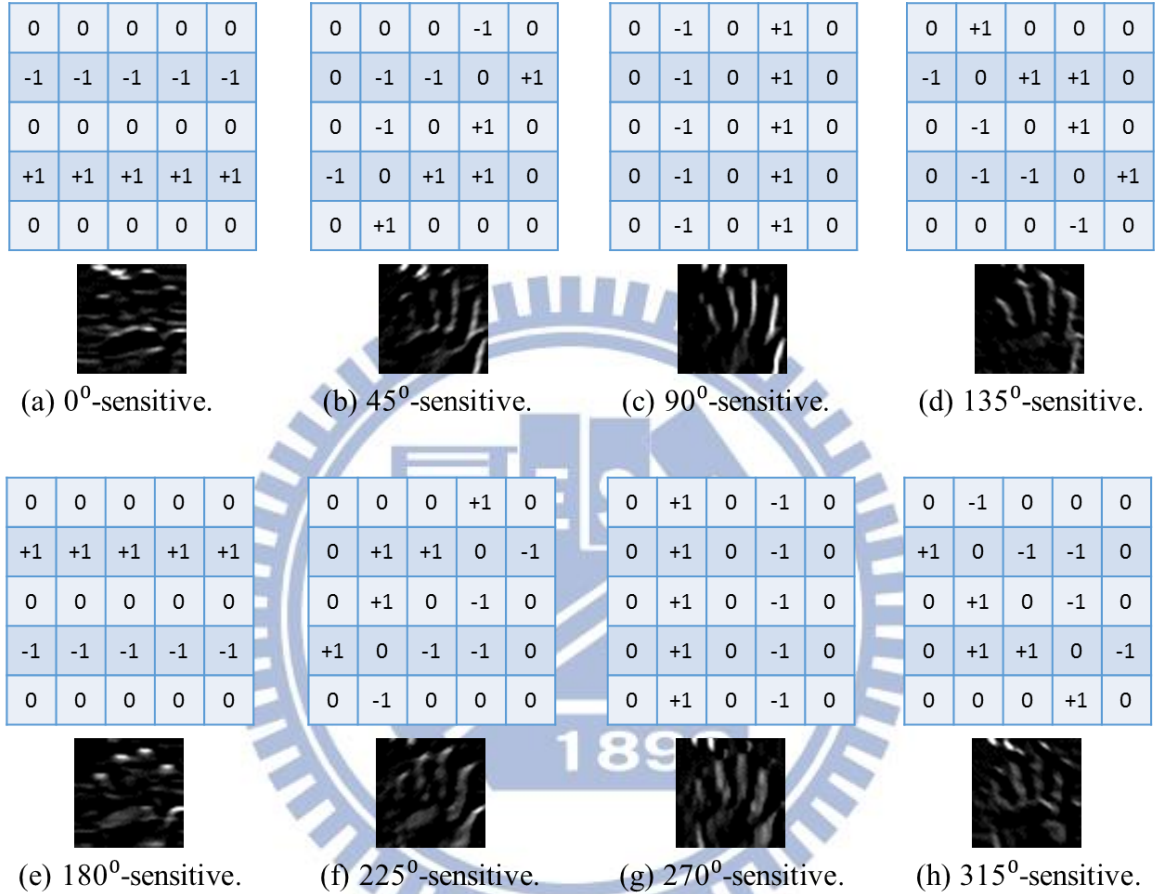 0 0 0 0 0 0 0 0 -1 0 0 -1 0 +1 0 0 +1 0 0 0
-1 -1 -1 -1 -1 0 -1 -1 0 +1 0 -1 0 +1 0 -1 0 +1 +1 0
0 0 0 0 0 0 -1 0 +1 0 0 -1 0 +1 0 0 -1 0 +1 0
+1 +1 +1 +1 +1 -1 0 +1 +1 0 0 -1 0 +1 0 0 -1 -1 0 +1
0 0 0 0 0 0 +1 0 0 0 0 -1 0 +1 0 0 0 0 -1 0
(a) 0⁰-sensitive. (b) 45⁰-sensitive. (c) 90⁰-sensitive. (d) 135⁰-sensitive.
0 0 0 0 0 0 0 0 +1 0 0 +1 0 -1 0 0 -1 0 0 0
+1 +1 +1 +1 +1 0 +1 +1 0 -1 0 +1 0 -1 0 +1 0 -1 -1 0
0 0 0 0 0 0 +1 0 -1 0 0 +1 0 -1 0 0 +1 0 -1 0
-1 -1 -1 -1 -1 +1 0 -1 -1 0 0 +1 0 -1 0 0 +1 +1 0 -1
0 0 0 0 0 0 -1 0 0 0 0 +1 0 -1 0 0 0 0 +1 0
(e) 180⁰-sensitive. (f) 225⁰-sensitive. (g) 270⁰-sensitive. (h) 315⁰-sensitive.